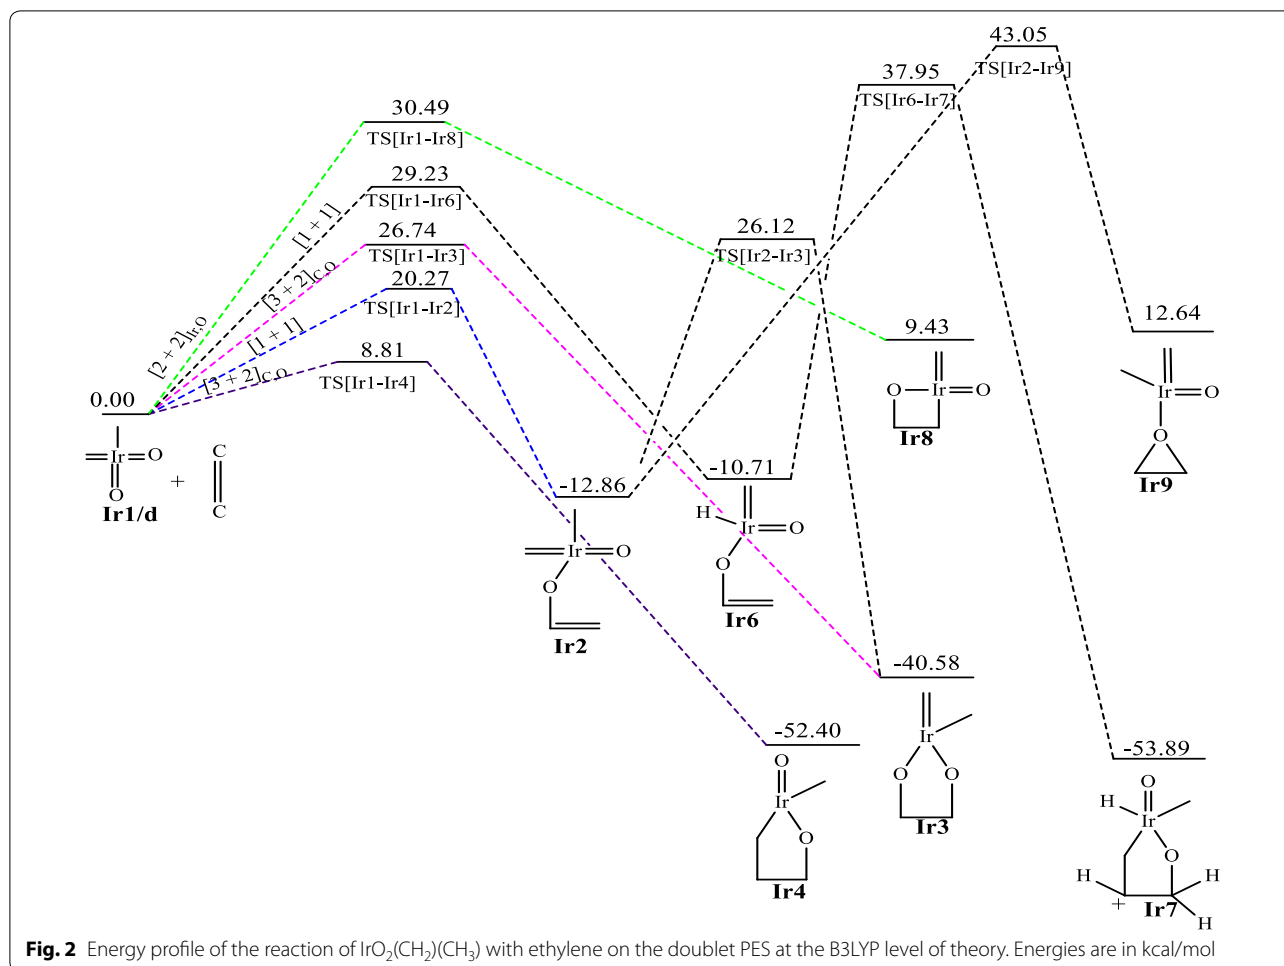 43.05
TS[Ir2-Ir9]
37.95
TS[Ir6-Ir7]
30.49
TS[Ir1-Ir8]
29.23
TS[Ir1-Ir6]
26.74
TS[Ir1-Ir3]
26.12
TS[Ir2-Ir3]
20.27
TS[Ir1-Ir2]
8.81
TS[Ir1-Ir4]
[2 + 2]Ir,O
[1 + 1]
[3 + 2]C,O
[1 + 1]
[3 + 2]C,O
0.00
Ir O
O
Ir1/d
+
C
C
9.43
O Ir O
Ir8
12.64
Ir O
O
Ir9
-12.86
Ir O
O
Ir2
-10.71
H Ir O
O
Ir6
-40.58
Ir
O O
Ir3
-52.40
O
Ir
O
Ir4
-53.89
O
H Ir
O
H H
+ Ir7
H
Fig. 2 Energy profile of the reaction of IrO2(CH2)(CH3) with ethylene on the doublet PES at the B3LYP level of theory. Energies are in kcal/mol